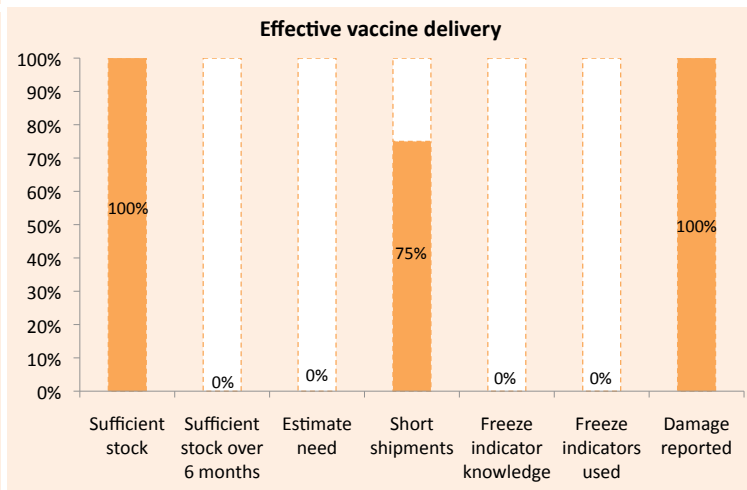 Effective vaccine delivery
100%
90%
80%
70%
60%
50%
40%
30%
20%
10%
0%
100%
0%
0%
75%
0%
0%
100%
Sufficient
stock
Sufficient
stock over
6 months
Estimate
need
Short
shipments
Freeze
indicator
knowledge
Freeze
indicators
used
Damage
reported